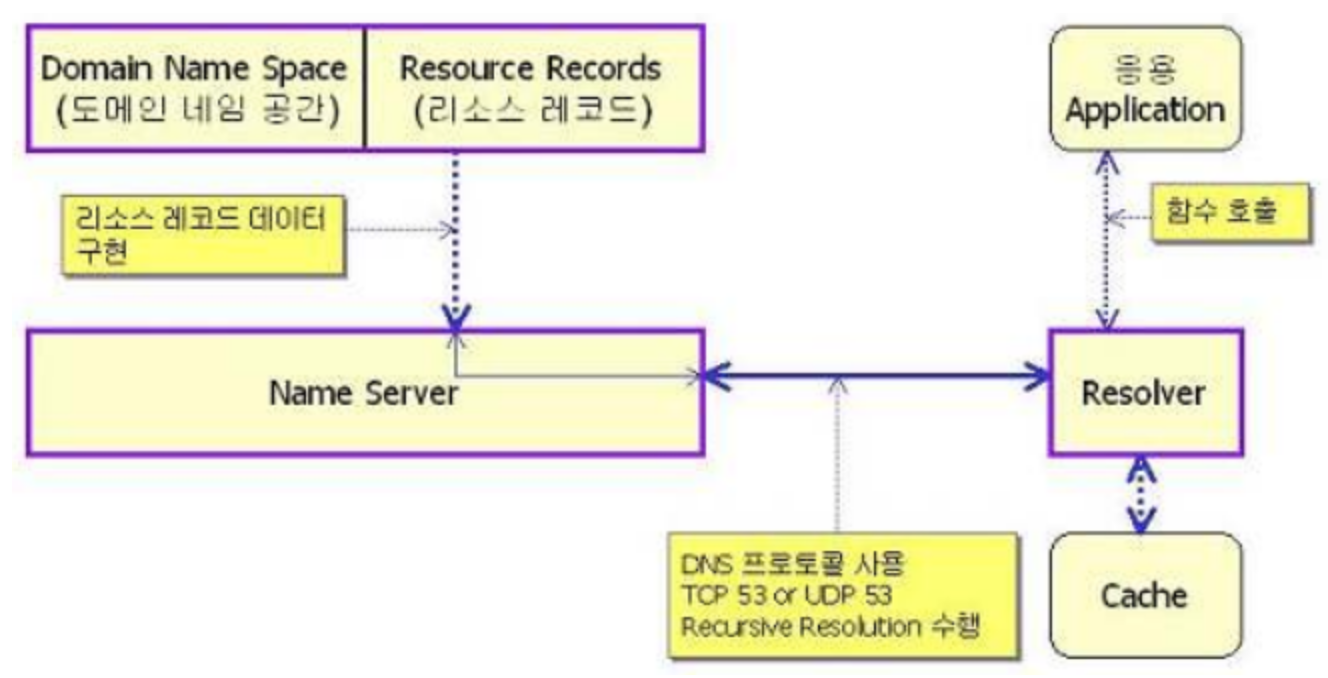 Domain Name Space
(도메인 네임 공간)
Resource Records
(리소스 레코드)
응용
Application
리소스 레코드 데이터
구현
함수 호출
Name Server
Resolver
DNS 프로토콜 사용
TCP 53 or UDP 53
Recursive Resolution 수행
Cache